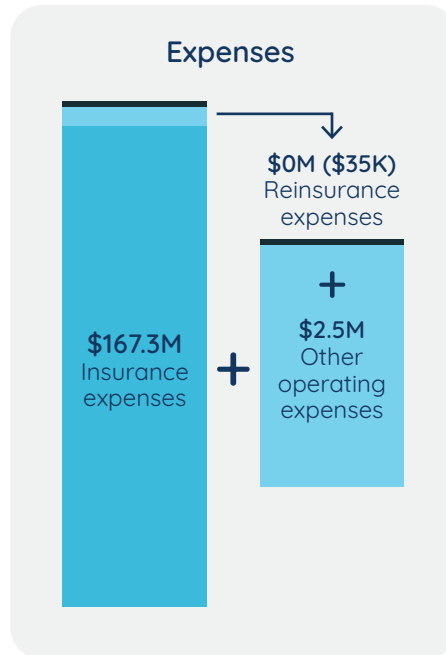 Expenses
$0M ($35K)
Reinsurance
expenses
+
$2.5M
Other
operating
expenses
$167.3M
Insurance
expenses
+